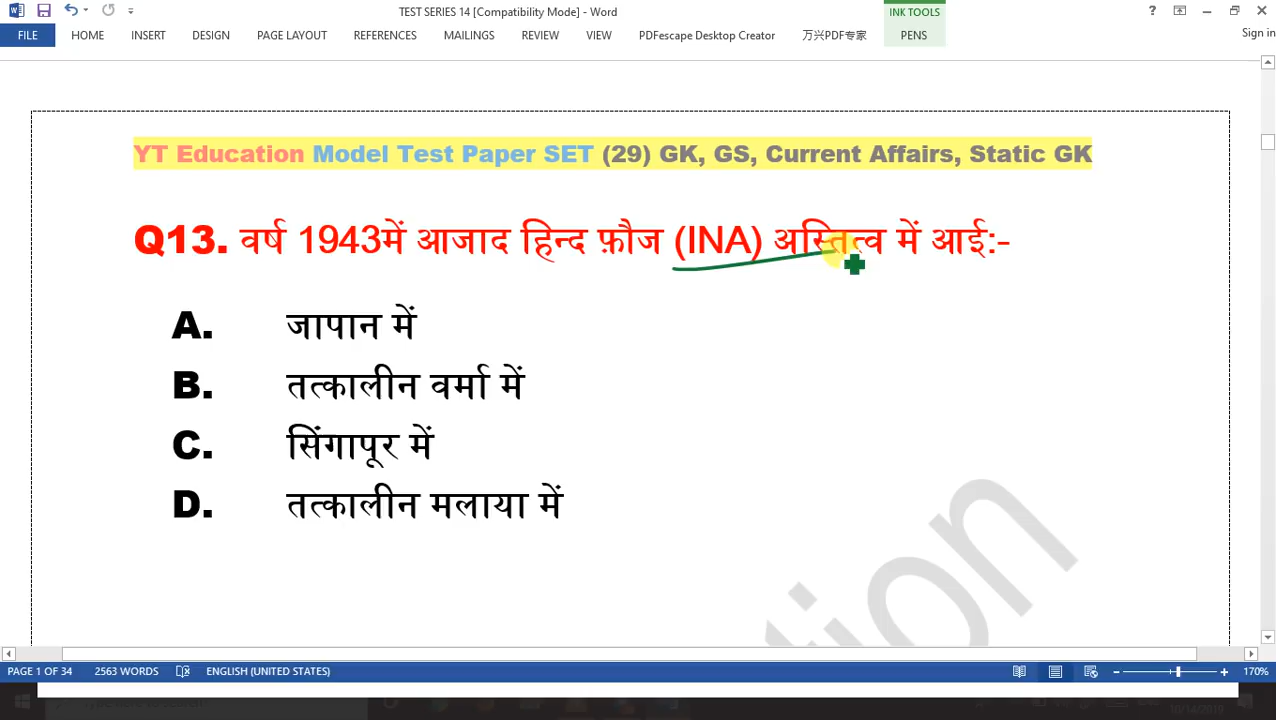 TEST SERIES 14 [Compatibility Mode] - Word
INK TOOLS
FILE HOME INSERT DESIGN PAGE LAYOUT REFERENCES MAILINGS REVIEW VIEW PDFescape Desktop Creator 万兴PDF专家 PENS Sign in
YT Education Model Test Paper SET (29) GK, GS, Current Affairs, Static GK
Q13. वर्ष 1943में आजाद हिन्द फ़ौज (INA) अस्तित्व में आई:-
A. जापान में
B. तत्कालीन वर्मा में
C. सिंगापूर में
D. तत्कालीन मलाया में
PAGE 1 OF 34 2563 WORDS ENGLISH (UNITED STATES) 170%
10/14/2019